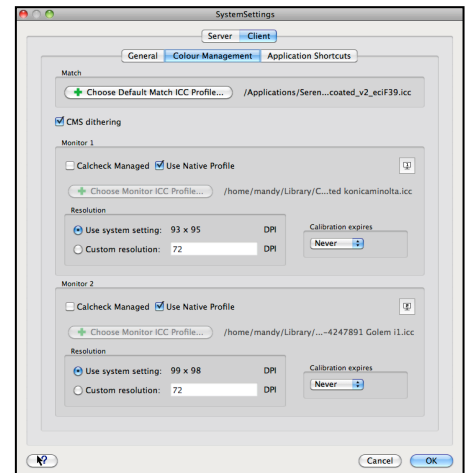 SystemSettings
Server Client
General Colour Management Application Shortcuts
Match
Choose Default Match ICC Profile... /Applications/Seren...coated_v2_eciF39.icc
CMS dithering
Monitor 1
Calcheck Managed Use Native Profile
1
Choose Monitor ICC Profile... /home/mandy/Library/C...ted konicaminolta.icc
Resolution
Use system setting: 93 x 95 DPI
Calibration expires
Never
Custom resolution: 72 DPI
Monitor 2
Calcheck Managed Use Native Profile
Choose Monitor ICC Profile... /home/mandy/Library/...-4247891 Golem i1.icc
Resolution
Use system setting: 99 x 98 DPI
Calibration expires
Never
Custom resolution: 72 DPI
? Cancel OK